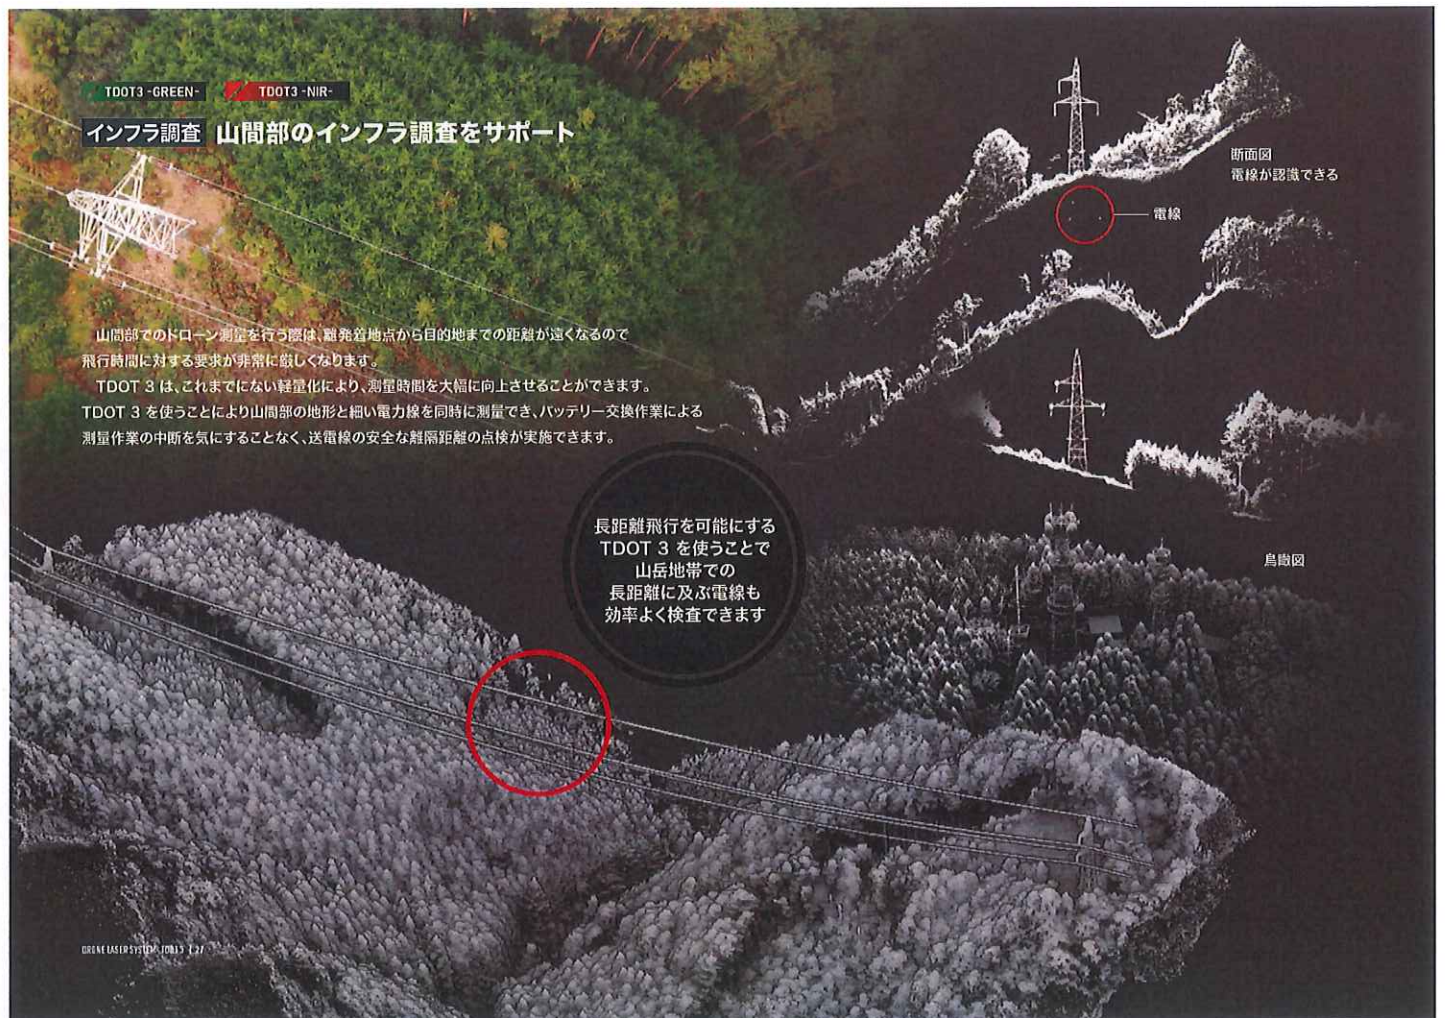 TDOT3 -GREEN-
TDOT3 -NIR-
インフラ調査 山間部のインフラ調査をサポート
山間部でのドローン測量を行う際は、離発着地点から目的地までの距離が遠くなるので
飛行時間に対する要求が非常に厳しくなります。
TDOT 3 は、これまでにない軽量化により、測量時間を大幅に向上させることができます。
TDOT 3 を使うことにより山間部の地形と細い電力線を同時に測量でき、バッテリー交換作業による
測量作業の中断を気にすることなく、送電線の安全な離隔距離の点検が実施できます。
断面図
電線が認識できる
電線
長距離飛行を可能にする
TDOT 3 を使うことで
山岳地帯での
長距離に及ぶ電線も
効率よく検査できます
鳥瞰図
DRONE LASER SYSTEM TDOT 3 | 27